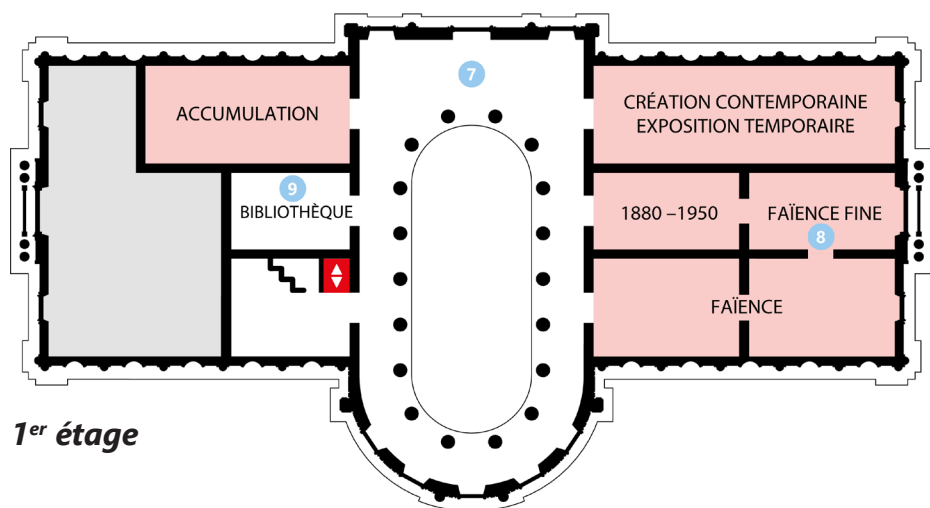 7
ACCUMULATION
CRÉATION CONTEMPORAINE
EXPOSITION TEMPORAIRE
9
BIBLIOTHÈQUE
1880 –1950
FAÏENCE FINE
8
FAÏENCE
1er étage